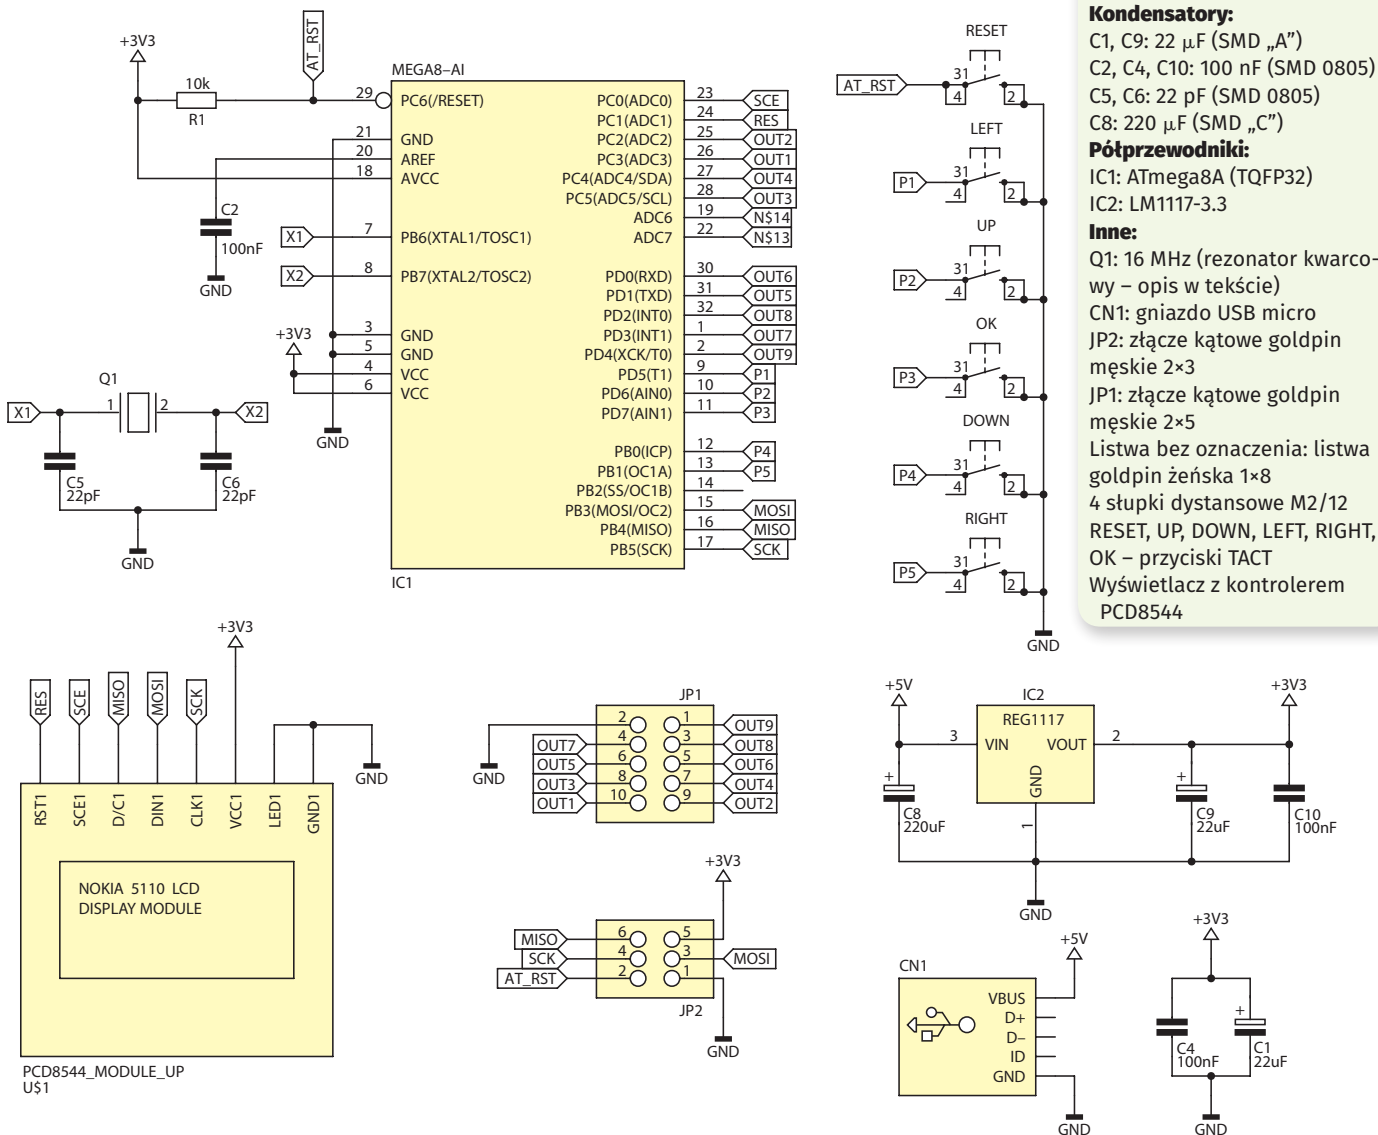 +3V3
10k
R1
AT_RST
MEGA8–AI
29
PC6(/RESET)
21
GND
20
AREF
18
AVCC
C2
100nF
GND
X1
7
PB6(XTAL1/TOSC1)
X2
8
PB7(XTAL2/TOSC2)
+3V3
3
GND
5
GND
4
VCC
6
VCC
GND
PC0(ADC0)
23
SCE
PC1(ADC1)
24
RES
PC2(ADC2)
25
OUT2
PC3(ADC3)
26
OUT1
PC4(ADC4/SDA)
27
OUT4
PC5(ADC5/SCL)
28
OUT3
ADC6
19
N$14
ADC7
22
N$13
PD0(RXD)
30
OUT6
PD1(TXD)
31
OUT5
PD2(INT0)
32
OUT8
PD3(INT1)
1
OUT7
PD4(XCK/T0)
2
OUT9
PD5(T1)
9
P1
PD6(AIN0)
10
P2
PD7(AIN1)
11
P3
PB0(ICP)
12
P4
PB1(OC1A)
13
P5
PB2(SS/OC1B)
14
PB3(MOSI/OC2)
15
MOSI
PB4(MISO)
16
MISO
PB5(SCK)
17
SCK
IC1
Q1
X1
1
2
X2
C5
22pF
C6
22pF
GND
RESET
AT_RST
31
4
2
LEFT
P1
31
4
2
UP
P2
31
4
2
OK
P3
31
4
2
DOWN
P4
31
4
2
RIGHT
P5
31
4
2
GND
Kondensatory:
C1, C9: 22 μF (SMD „A”)
C2, C4, C10: 100 nF (SMD 0805)
C5, C6: 22 pF (SMD 0805)
C8: 220 μF (SMD „C”)
Półprzewodniki:
IC1: ATmega8A (TQFP32)
IC2: LM1117-3.3
Inne:
Q1: 16 MHz (rezonator kwarco-
wy – opis w tekście)
CN1: gniazdo USB micro
JP2: złącze kątowe goldpin
męskie 2×3
JP1: złącze kątowe goldpin
męskie 2×5
Listwa bez oznaczenia: listwa
goldpin żeńska 1×8
4 słupki dystansowe M2/12
RESET, UP, DOWN, LEFT, RIGHT,
OK – przyciski TACT
Wyświetlacz z kontrolerem
PCD8544
+3V3
RES
SCE
MISO
MOSI
SCK
GND
RST1
SCE1
D/C1
DIN1
CLK1
VCC1
LED1
GND1
NOKIA 5110 LCD
DISPLAY MODULE
PCD8544_MODULE_UP
U$1
JP1
GND
2
1
OUT9
OUT7
4
3
OUT8
OUT5
6
5
OUT6
OUT3
8
7
OUT4
OUT1
10
9
OUT2
+3V3
MISO
6
5
SCK
4
3
MOSI
AT_RST
2
1
JP2
GND
+5V
IC2
REG1117
3
VIN
VOUT
2
GND
1
+3V3
+
C8
220uF
+
C9
22uF
C10
100nF
GND
CN1
+5V
VBUS
D+
D–
ID
GND
GND
+3V3
C4
100nF
+
C1
22uF
GND